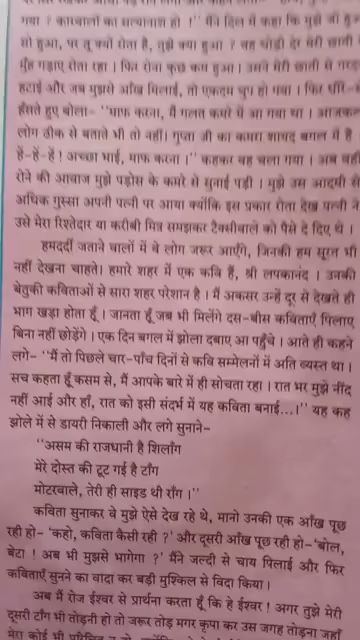 गया ? कारवालों का सत्यानाश हो !" मैंने दिल में कहा कि मुझे जो हुआ
सो हुआ, पर तू क्यों रोता है, मुझे क्या हुआ ? वह थोड़ी देर मेरी छाती में
मुँह गड़ाए रोता रहा । फिर रोना कुछ कम हुआ । उसने मेरी छाती से गरदन
हटाई और जब मुझसे आँख मिलाई, तो एकदम चुप हो गया । फिर धीरे-से
हँसते हुए बोला- "माफ करना, मैं गलत कमरे में आ गया था । आजकल
लोग ठीक से बताते भी तो नहीं। गुप्ता जी का कमरा शायद बगल में है
हें-हें-हें ! अच्छा भाई, माफ करना ।" कहकर वह चला गया । अब वही
रोने की आवाज मुझे पड़ोस के कमरे से सुनाई पड़ी । मुझे उस आदमी से
अधिक गुस्सा अपनी पत्नी पर आया क्योंकि इस प्रकार रोता देख पत्नी ने
उसे मेरा रिश्तेदार या करीबी मित्र समझकर टैक्सीवाले को पैसे दे दिए थे ।
हमदर्दी जताने वालों में वे लोग जरूर आएँगे, जिनकी हम सूरत भी
नहीं देखना चाहते। हमारे शहर में एक कवि हैं, श्री लपकानंद । उनकी
बेतुकी कविताओं से सारा शहर परेशान है । मैं अकसर उन्हें दूर से देखते ही
भाग खड़ा होता हूँ । जानता हूँ जब भी मिलेंगे दस-बीस कविताएँ पिलाए
बिना नहीं छोड़ेंगे । एक दिन बगल में झोला दबाए आ पहुँचे । आते ही कहने
लगे- "मैं तो पिछले चार-पाँच दिनों से कवि सम्मेलनों में अति व्यस्त था ।
सच कहता हूँ कसम से, मैं आपके बारे में ही सोचता रहा । रात भर मुझे नींद
नहीं आई और हाँ, रात को इसी संदर्भ में यह कविता बनाई...।" यह कह
झोले में से डायरी निकाली और लगे सुनाने-
"असम की राजधानी है शिलाँग
मेरे दोस्त की टूट गई है टाँग
मोटरवाले, तेरी ही साइड थी राँग ।"
कविता सुनाकर वे मुझे ऐसे देख रहे थे, मानो उनकी एक आँख पूछ
रही हो- 'कहो, कविता कैसी रही ?' और दूसरी आँख पूछ रही हो-'बोल,
बेटा ! अब भी मुझसे भागेगा ?' मैंने जल्दी से चाय पिलाई और फिर
कविताएँ सुनने का वादा कर बड़ी मुश्किल से विदा किया ।
अब मैं रोज ईश्वर से प्रार्थना करता हूँ कि हे ईश्वर ! अगर तुझे मेरी
दूसरी टाँग भी तोड़नी हो तो जरूर तोड़ मगर कृपा कर उस जगह तोड़ना जहाँ
मेरा कोई भी परिचित न